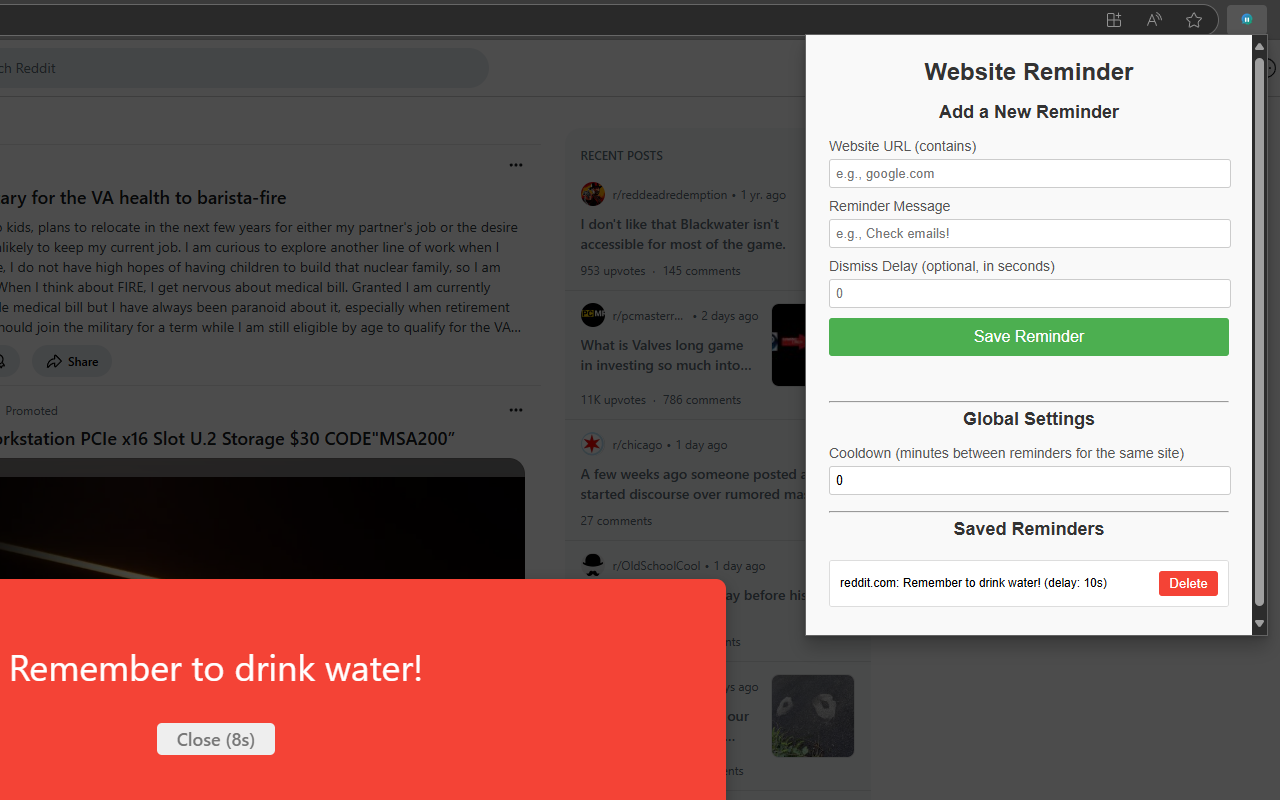 ch Reddit
ary for the VA health to barista-fire
o kids, plans to relocate in the next few years for either my partner's job or the desire
nlikely to keep my current job. I am curious to explore another line of work when I
e, I do not have high hopes of having children to build that nuclear family, so I am
When I think about FIRE, I get nervous about medical bill. Granted I am currently
le medical bill but I have always been paranoid about it, especially when retirement
hould join the military for a term while I am still eligible by age to qualify for the VA...
Share
Promoted
orkstation PCIe x16 Slot U.2 Storage $30 CODE"MSA200"
RECENT POSTS
r/reddeadredemption • 1 yr. ago
I don't like that Blackwater isn't
accessible for most of the game.
953 upvotes · 145 comments
r/pcmasterr... • 2 days ago
What is Valves long game
in investing so much into...
11K upvotes · 786 comments
r/chicago • 1 day ago
A few weeks ago someone posted a
started discourse over rumored ma
27 comments
r/OldSchoolCool • 1 day ago
ay before his
nts
ys ago
our
...
ents
Remember to drink water!
Close (8s)
Website Reminder
Add a New Reminder
Website URL (contains)
e.g., google.com
Reminder Message
e.g., Check emails!
Dismiss Delay (optional, in seconds)
0
Save Reminder
Global Settings
Cooldown (minutes between reminders for the same site)
0
Saved Reminders
reddit.com: Remember to drink water! (delay: 10s)
Delete